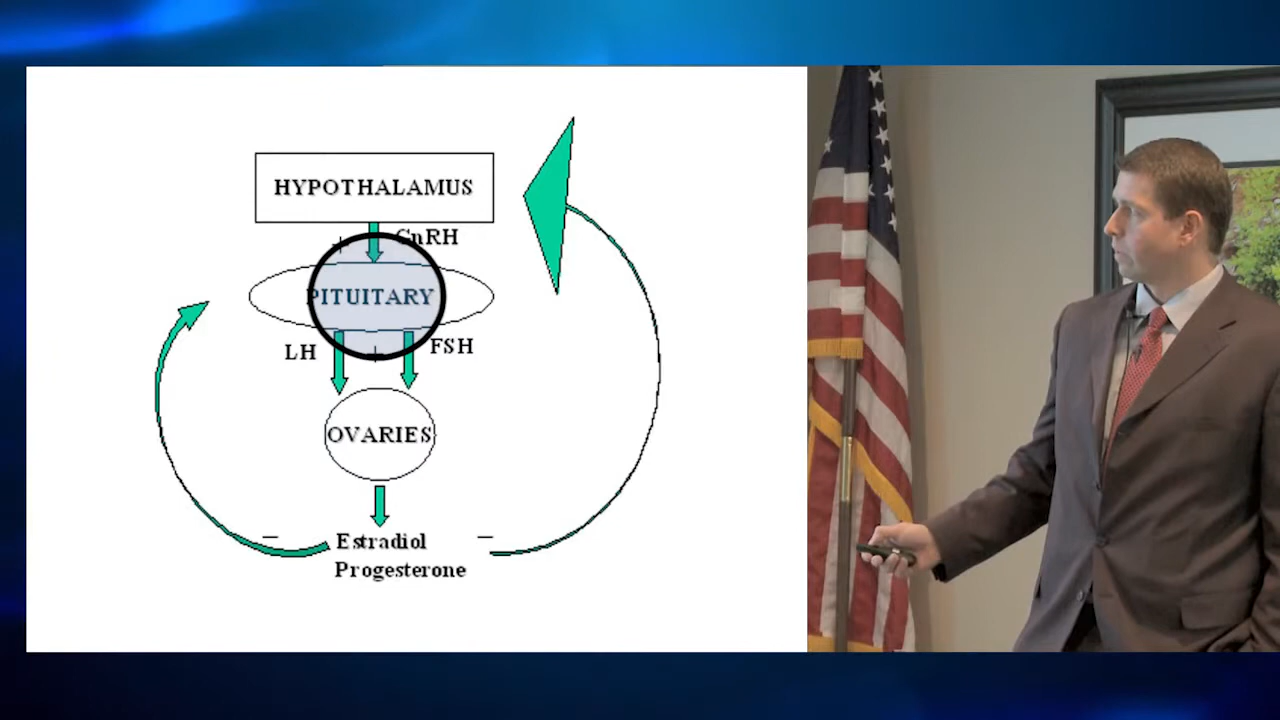 HYPOTHALAMUS
+
GnRH
PITUITARY
LH
+
FSH
OVARIES
– Estradiol –
Progesterone